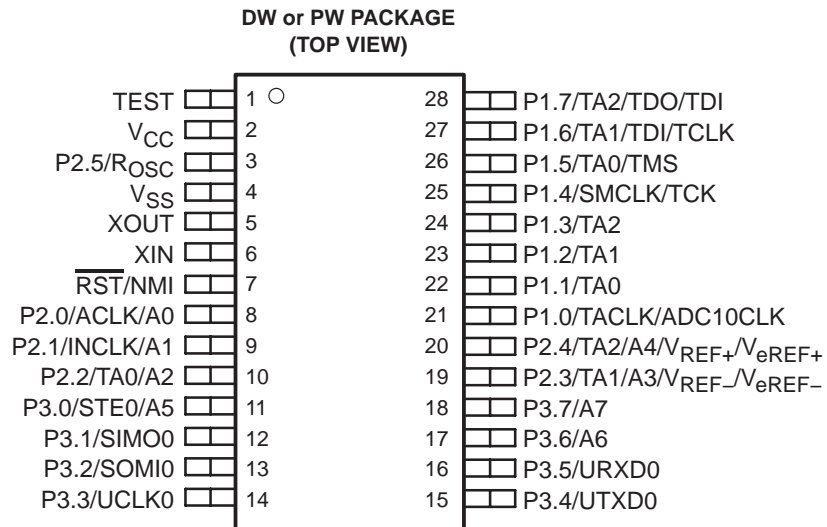 DW or PW PACKAGE
(TOP VIEW)
TEST 1 28 P1.7/TA2/TDO/TDI
VCC 2 27 P1.6/TA1/TDI/TCLK
P2.5/ROSC 3 26 P1.5/TA0/TMS
VSS 4 25 P1.4/SMCLK/TCK
XOUT 5 24 P1.3/TA2
XIN 6 23 P1.2/TA1
R̅S̅T̅/NMI 7 22 P1.1/TA0
P2.0/ACLK/A0 8 21 P1.0/TACLK/ADC10CLK
P2.1/INCLK/A1 9 20 P2.4/TA2/A4/VREF+/VeREF+
P2.2/TA0/A2 10 19 P2.3/TA1/A3/VREF−/VeREF−
P3.0/STE0/A5 11 18 P3.7/A7
P3.1/SIMO0 12 17 P3.6/A6
P3.2/SOMI0 13 16 P3.5/URXD0
P3.3/UCLK0 14 15 P3.4/UTXD0